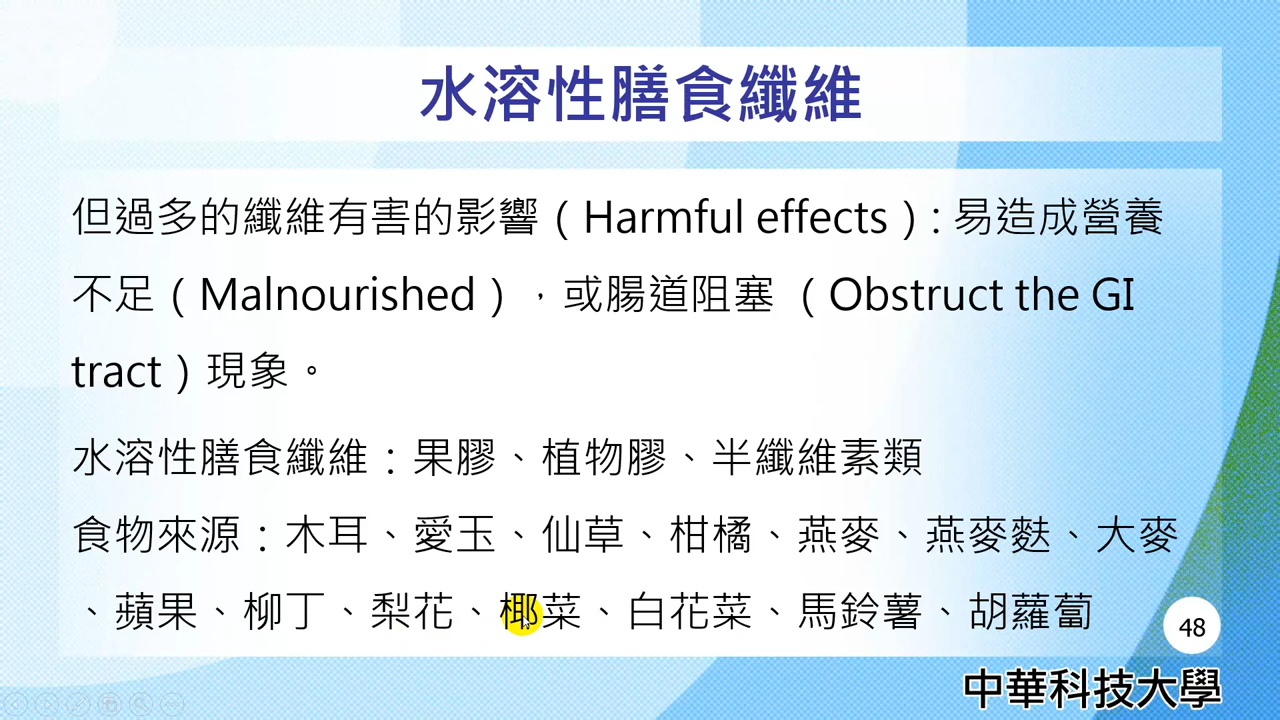 水溶性膳食纖維
但過多的纖維有害的影響（Harmful effects）: 易造成營養
不足（Malnourished），或腸道阻塞 （Obstruct the GI
tract）現象。
水溶性膳食纖維：果膠、植物膠、半纖維素類
食物來源：木耳、愛玉、仙草、柑橘、燕麥、燕麥麩、大麥
、蘋果、柳丁、梨花、椰菜、白花菜、馬鈴薯、胡蘿蔔
48
中華科技大學